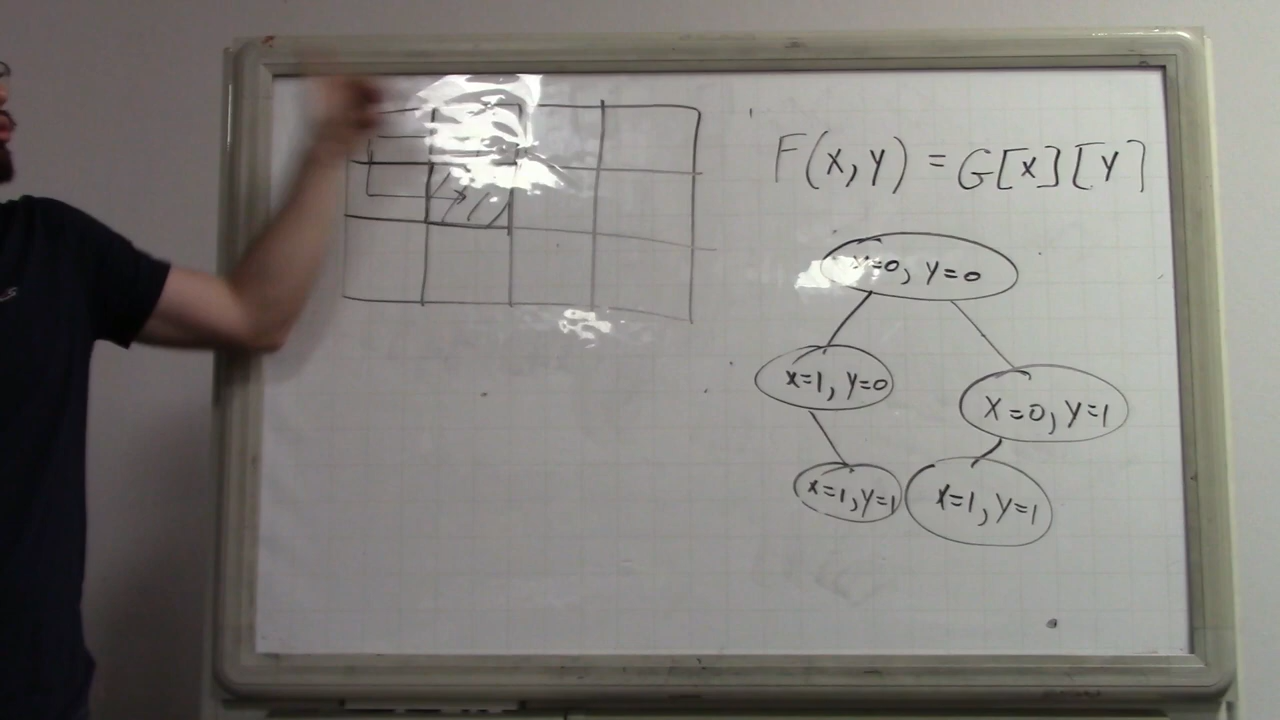 F(X,Y) = G[X][Y]
X=0, Y=0
X=1, Y=0
X=0, Y=1
X=1, Y=1
X=1, Y=1